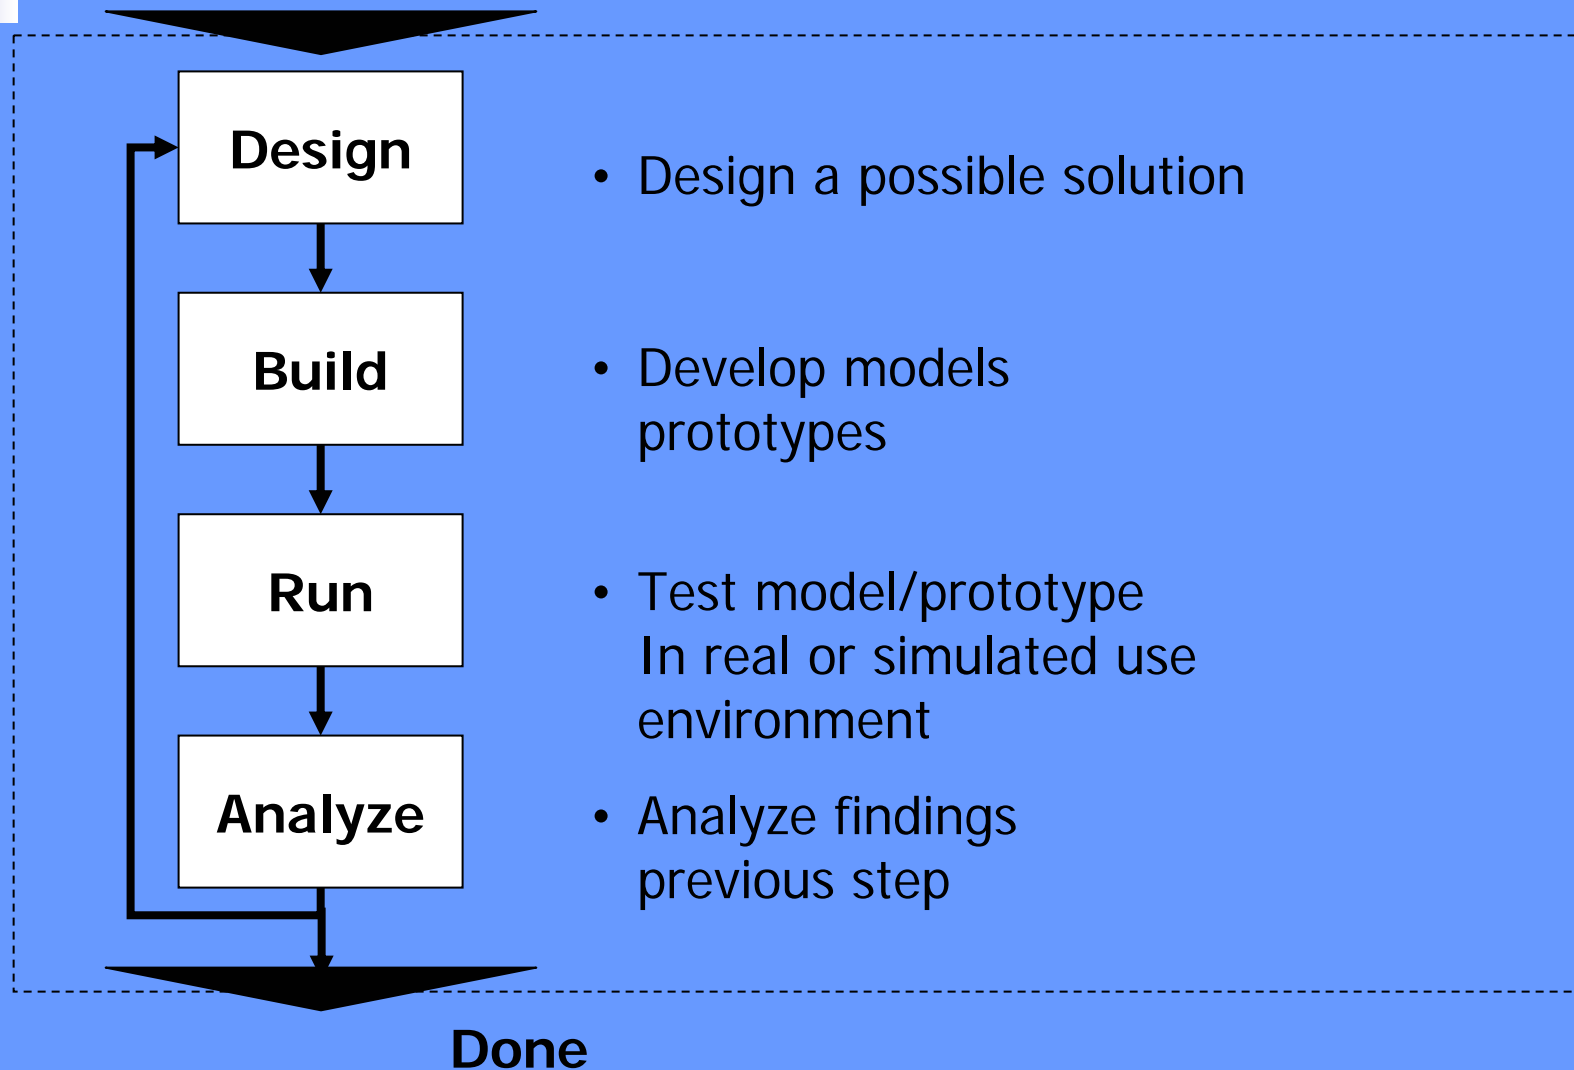 Design
• Design a possible solution
Build
• Develop models
prototypes
Run
• Test model/prototype
In real or simulated use
environment
Analyze
• Analyze findings
previous step
Done